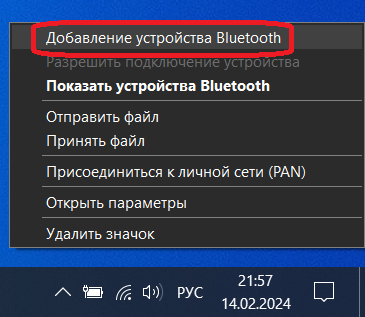 Добавление устройства Bluetooth
Разрешить подключение устройства
Показать устройства Bluetooth
Отправить файл
Принять файл
Присоединиться к личной сети (PAN)
Открыть параметры
Удалить значок
21:57
РУС
14.02.2024